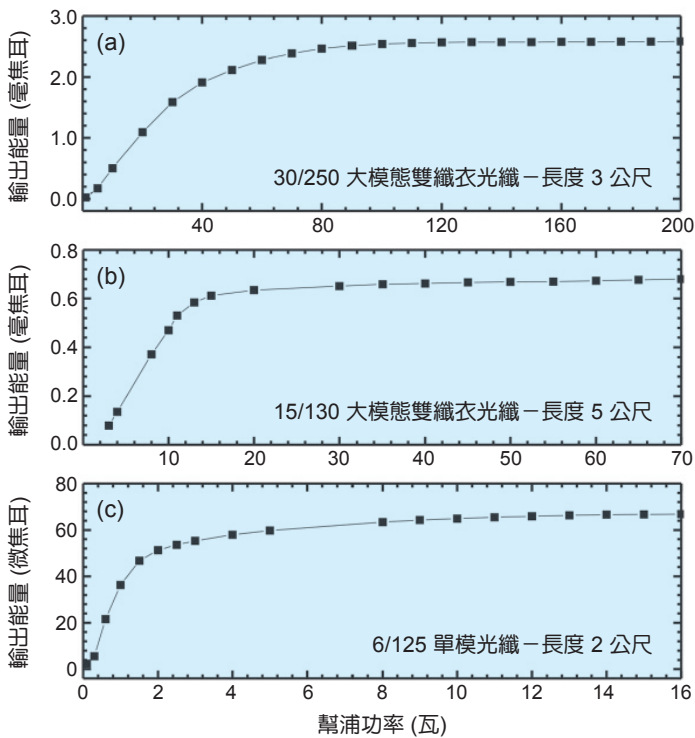 3.0
2.0
1.0
0.0
輸出能量 (毫焦耳)
(a)
30/250 大模態雙纖衣光纖－長度 3 公尺
40 80 120 160 200
0.8
0.6
0.4
0.2
0.0
輸出能量 (毫焦耳)
(b)
15/130 大模態雙纖衣光纖－長度 5 公尺
10 20 30 40 50 60 70
80
60
40
20
0
輸出能量 (微焦耳)
(c)
6/125 單模光纖－長度 2 公尺
0 2 4 6 8 10 12 14 16
幫浦功率 (瓦)